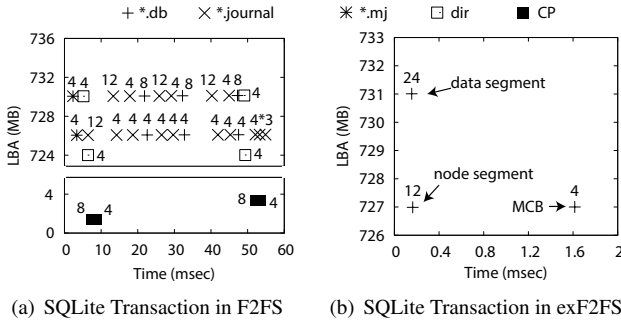 *.db *.journal *.mj dir CP
LBA (MB)
736
732
728
724
4
0
4 4 12 4 8 12 4 8 12 4 8 4
4 12 4 4 4 4 4 4 4 4 4*3
4 4
8 4 8 4
0 10 20 30 40 50 60
Time (msec)
(a) SQLite Transaction in F2FS
LBA (MB)
733
732
731
730
729
728
727
726
24
data segment
node segment
12
MCB
4
0 0.4 0.8 1.2 1.6 2
Time (msec)
(b) SQLite Transaction in exF2FS